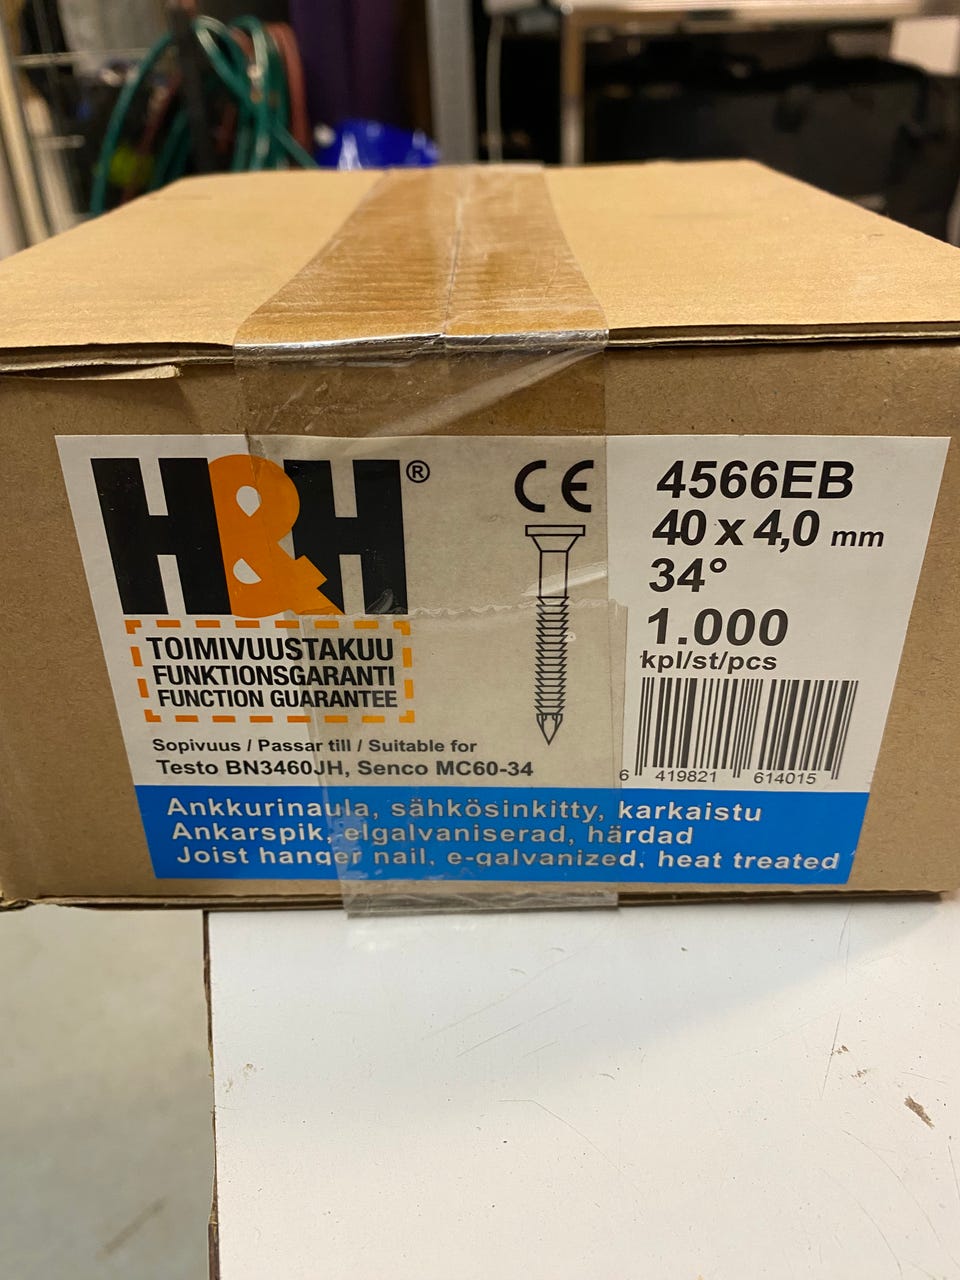 H&H®
TOIMIVUUSTAKUU
FUNKTIONSGARANTI
FUNCTION GUARANTEE
CE
4566EB
40 x 4,0 mm
34°
1.000
kpl/st/pcs
Sopivuus / Passar till / Suitable for
Testo BN3460JH, Senco MC60-34
6 419821 614015
Ankkurinaula, sähkösinkitty, karkaistu
Ankarspik, elgalvaniserad, härdad
Joist hanger nail, e-galvanized, heat treated